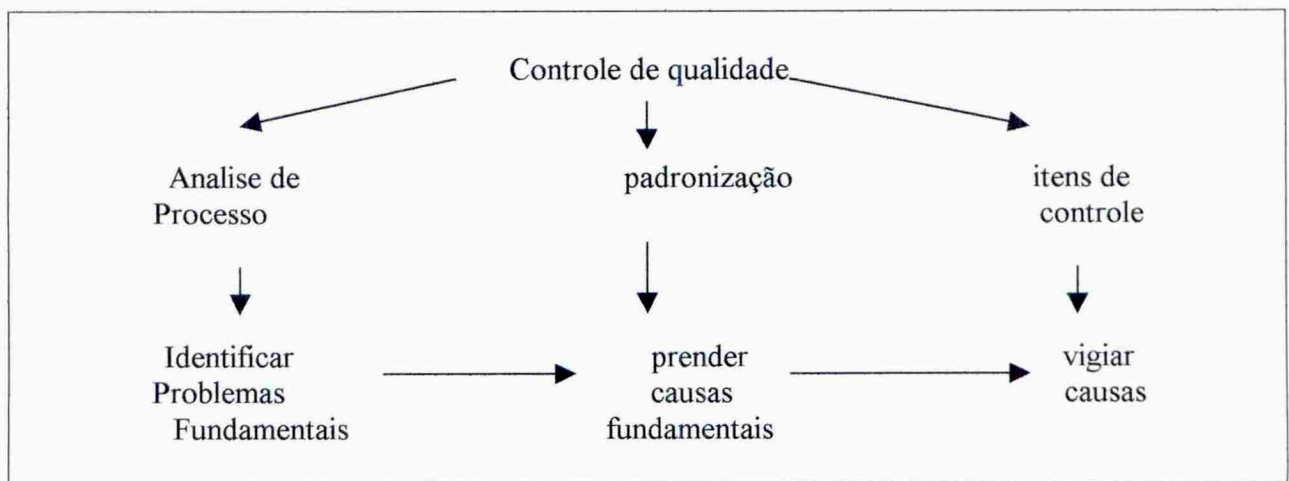 Controle de qualidade
Analise de
Processo
padronização
itens de
controle
Identificar
Problemas
Fundamentais
prender
causas
fundamentais
vigiar
causas